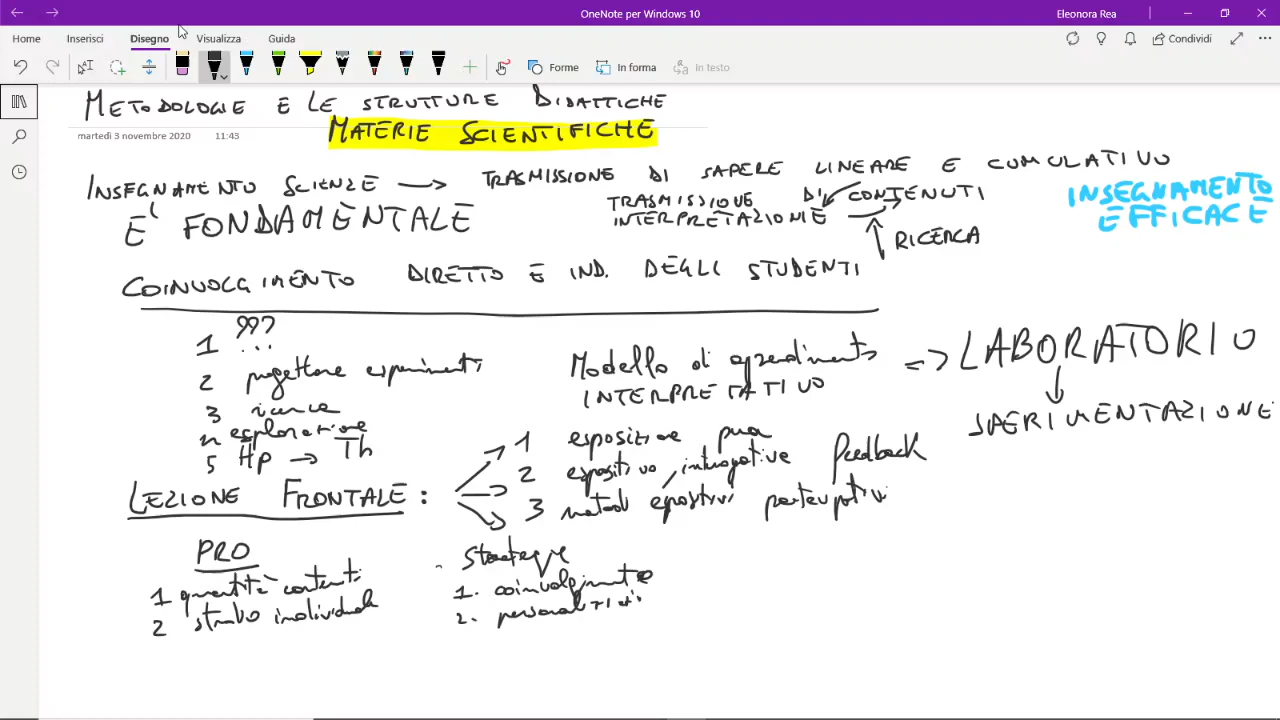 OneNote per Windows 10
Eleonora Rea
Home Inserisci Disegno Visualizza Guida
Condividi
Forme In forma In testo
METODOLOGIE E LE STRUTTURE DIDATTICHE
martedì 3 novembre 2020 11:43
MATERIE SCIENTIFICHE
INSEGNAMENTO SCIENZE → TRASMISSIONE DI SAPERE LINEARE E CUMULATIVO
TRASMISSIONE DI CONTENUTI
INTERPRETAZIONE
E' FONDAMENTALE
RICERCA
INSEGNAMENTO
EFFICACE
COINVOLGIMENTO DIRETTO E IND. DEGLI STUDENTI
1 ???
...
2 progettare esperimenti
3 ricerca
4 esplorazione
5 Hp → Th
Modello di apprendimento
INTERPRETATIVO
=> LABORATORIO
SPERIMENTAZIONE
LEZIONE FRONTALE :
1 espositivo pura
2 espositivo, interrogative feedback
3 metodi espositivi partecipativi
PRO
1 quantità contenuti
2 studio individuale
Strategie
1. coinvolgimento
2.